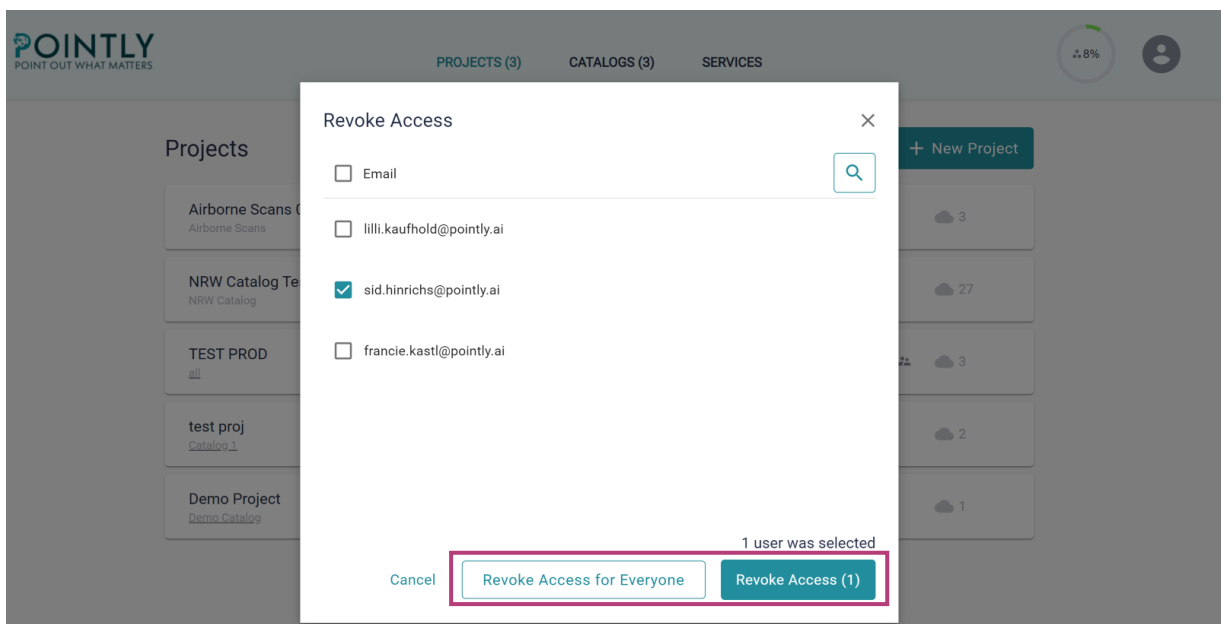 POINTLY
POINT OUT WHAT MATTERS
PROJECTS (3)
CATALOGS (3)
SERVICES
8%
Revoke Access
Projects
+ New Project
Email
Airborne Scans
Airborne Scans
3
lilli.kaufhold@pointly.ai
NRW Catalog Te
NRW Catalog
27
sid.hinrichs@pointly.ai
TEST PROD
all
3
francie.kastl@pointly.ai
test proj
Catalog 1
2
Demo Project
Demo Catalog
1
1 user was selected
Cancel
Revoke Access for Everyone
Revoke Access (1)